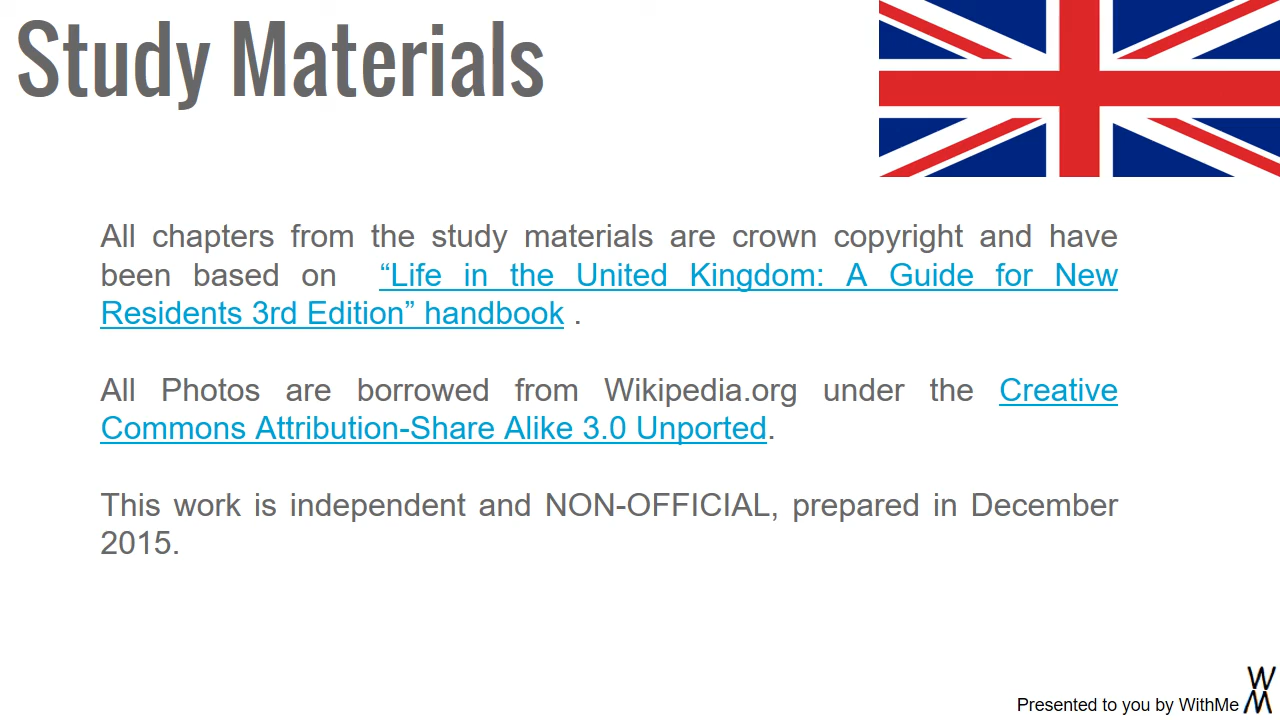 Study Materials
All chapters from the study materials are crown copyright and have
been based on “Life in the United Kingdom: A Guide for New
Residents 3rd Edition” handbook .
All Photos are borrowed from Wikipedia.org under the Creative
Commons Attribution-Share Alike 3.0 Unported.
This work is independent and NON-OFFICIAL, prepared in December
2015.
Presented to you by WithMe
W
M